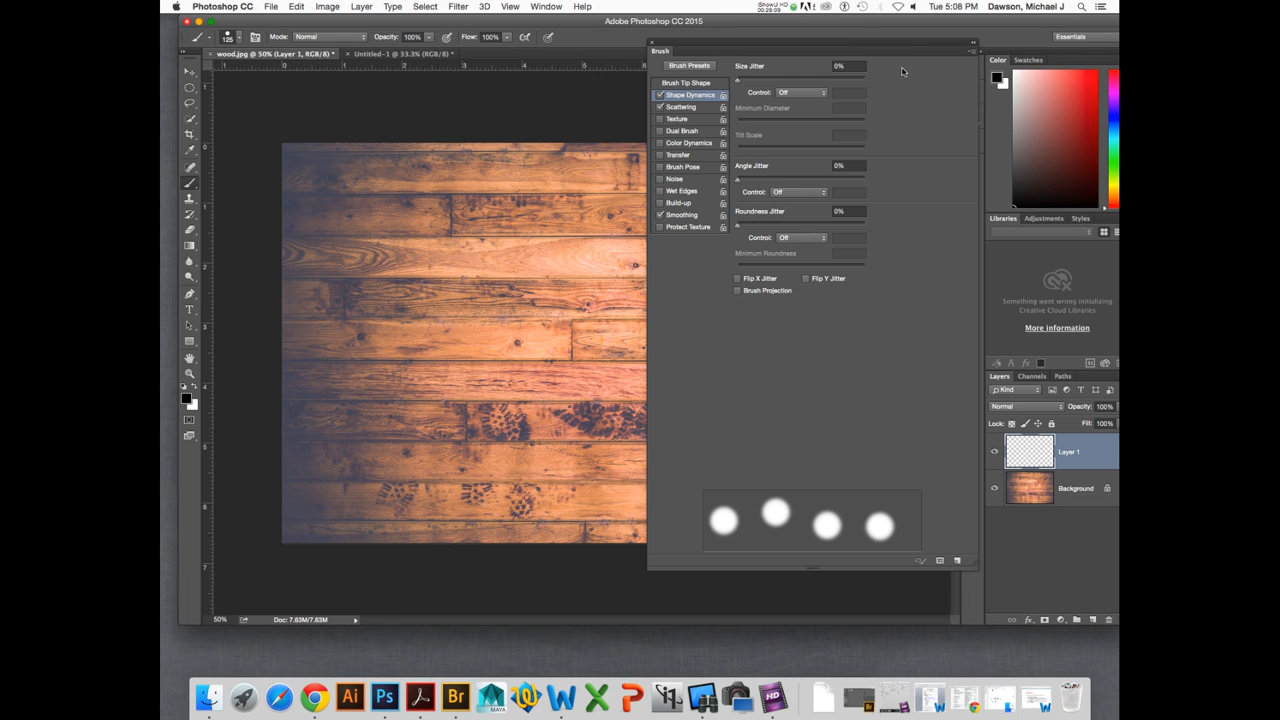 Photoshop CC File Edit Image Layer Type Select Filter 3D View Window Help Tue 5:08 PM Dawson, Michael J
Adobe Photoshop CC 2015
125 Mode: Normal Opacity: 100% Flow: 100% Essentials
wood.jpg @ 50% (Layer 1, RGB/8) * Untitled-1 @ 33.3% (RGB/8) *
Brush
Brush Presets
Brush Tip Shape
Shape Dynamics
Scattering
Texture
Dual Brush
Color Dynamics
Transfer
Brush Pose
Noise
Wet Edges
Build-up
Smoothing
Protect Texture
Size Jitter 0%
Control: Off
Minimum Diameter
Tilt Scale
Angle Jitter 0%
Control: Off
Roundness Jitter 0%
Control: Off
Minimum Roundness
Flip X Jitter Flip Y Jitter
Brush Projection
Color Swatches
Libraries Adjustments Styles
Something went wrong initializing
Creative Cloud Libraries
More information
Layers Channels Paths
Kind
Normal Opacity: 100%
Lock: Fill: 100%
Layer 1
Background
50% Doc: 7.63M/7.63M
Ai Ps Br MAYA W X P HD